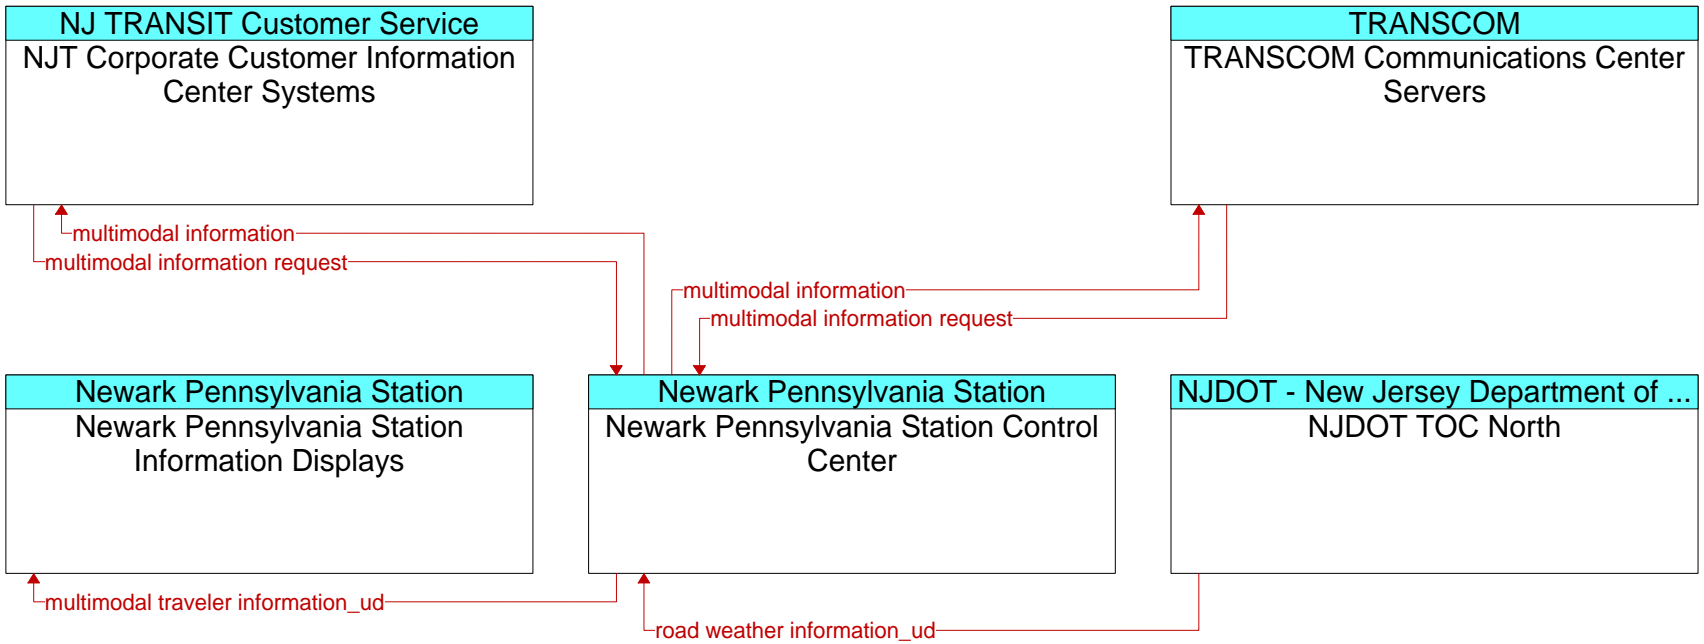 NJ TRANSIT Customer Service
NJT Corporate Customer Information
Center Systems
TRANSCOM
TRANSCOM Communications Center
Servers
multimodal information
multimodal information request
multimodal information
multimodal information request
Newark Pennsylvania Station
Newark Pennsylvania Station
Information Displays
Newark Pennsylvania Station
Newark Pennsylvania Station Control
Center
NJDOT - New Jersey Department of ...
NJDOT TOC North
multimodal traveler information_ud
road weather information_ud